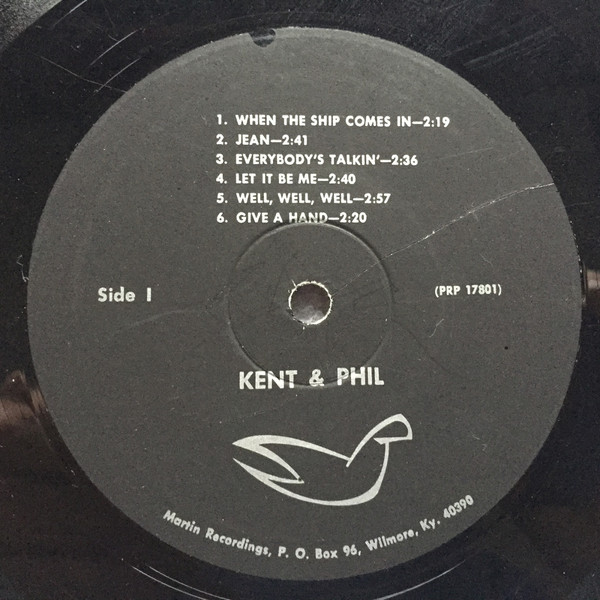 1. WHEN THE SHIP COMES IN—2:19
2. JEAN—2:41
3. EVERYBODY'S TALKIN'—2:36
4. LET IT BE ME—2:40
5. WELL, WELL, WELL—2:57
6. GIVE A HAND—2:20
Side I
(PRP 17801)
KENT & PHIL
Martin Recordings, P. O. Box 96, Wilmore, Ky. 40390